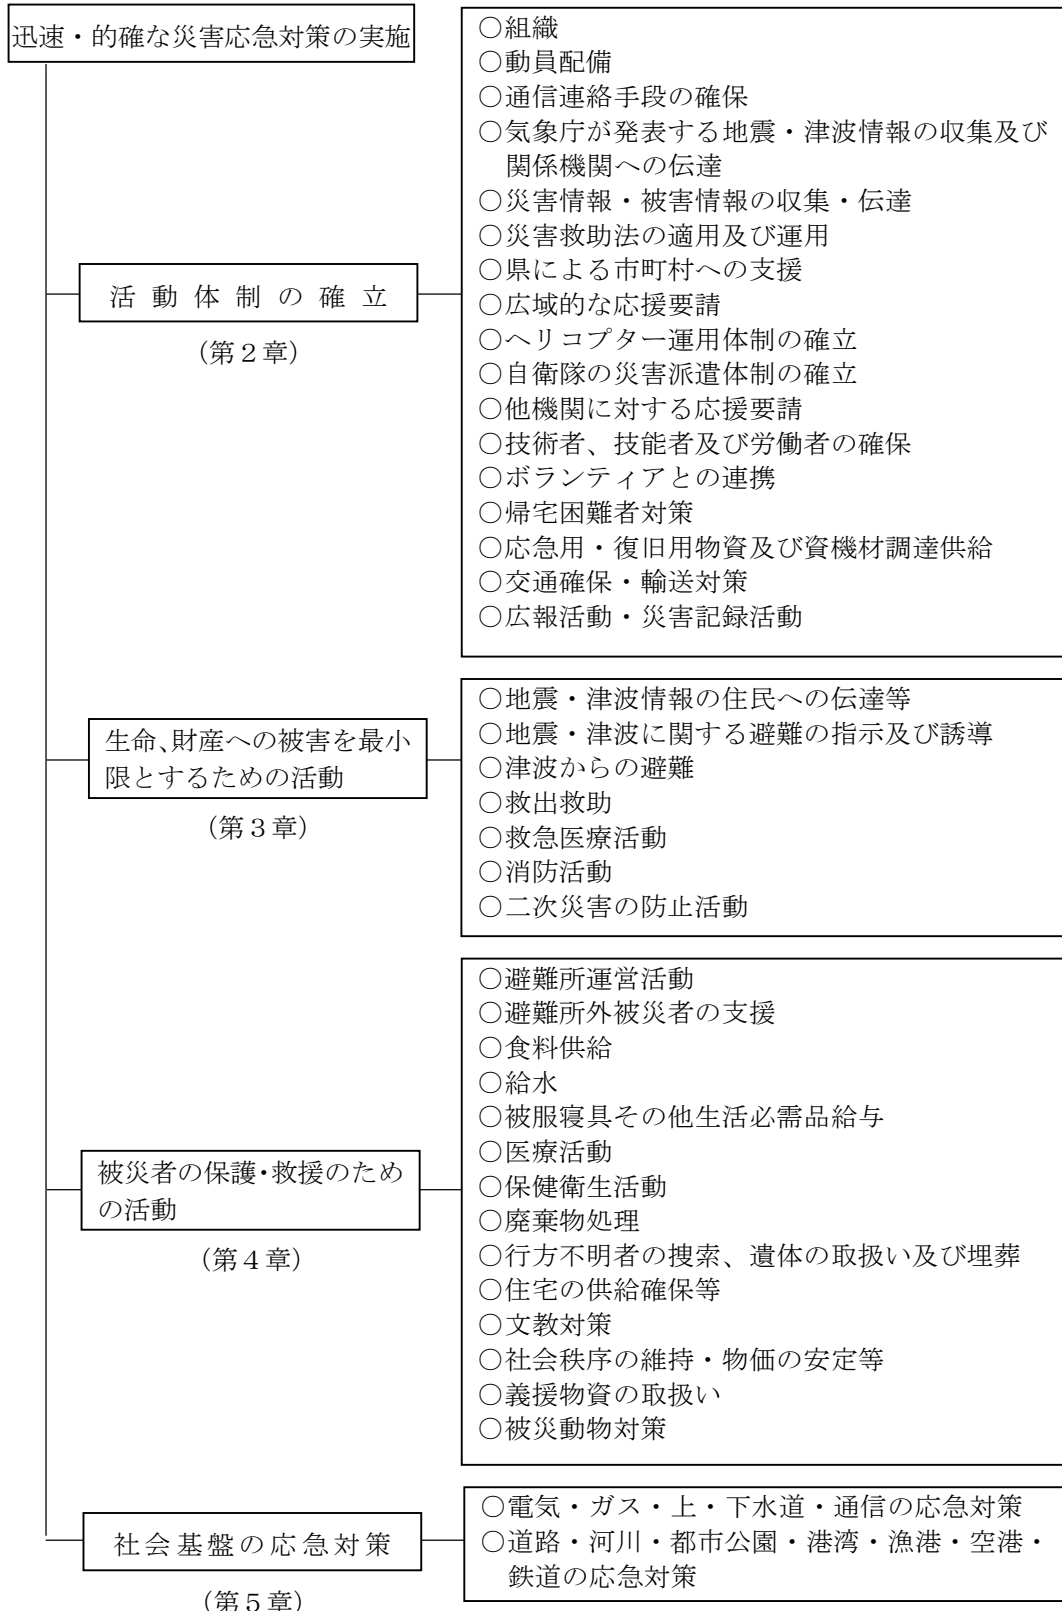 迅速・的確な災害応急対策の実施
活動体制の確立
(第２章)
○組織
○動員配備
○通信連絡手段の確保
○気象庁が発表する地震・津波情報の収集及び
関係機関への伝達
○災害情報・被害情報の収集・伝達
○災害救助法の適用及び運用
○県による市町村への支援
○広域的な応援要請
○ヘリコプター運用体制の確立
○自衛隊の災害派遣体制の確立
○他機関に対する応援要請
○技術者、技能者及び労働者の確保
○ボランティアとの連携
○帰宅困難者対策
○応急用・復旧用物資及び資機材調達供給
○交通確保・輸送対策
○広報活動・災害記録活動
生命、財産への被害を最小
限とするための活動
(第３章)
○地震・津波情報の住民への伝達等
○地震・津波に関する避難の指示及び誘導
○津波からの避難
○救出救助
○救急医療活動
○消防活動
○二次災害の防止活動
被災者の保護・救援のため
の活動
(第４章)
○避難所運営活動
○避難所外被災者の支援
○食料供給
○給水
○被服寝具その他生活必需品給与
○医療活動
○保健衛生活動
○廃棄物処理
○行方不明者の捜索、遺体の取扱い及び埋葬
○住宅の供給確保等
○文教対策
○社会秩序の維持・物価の安定等
○義援物資の取扱い
○被災動物対策
社会基盤の応急対策
(第５章)
○電気・ガス・上・下水道・通信の応急対策
○道路・河川・都市公園・港湾・漁港・空港・
鉄道の応急対策